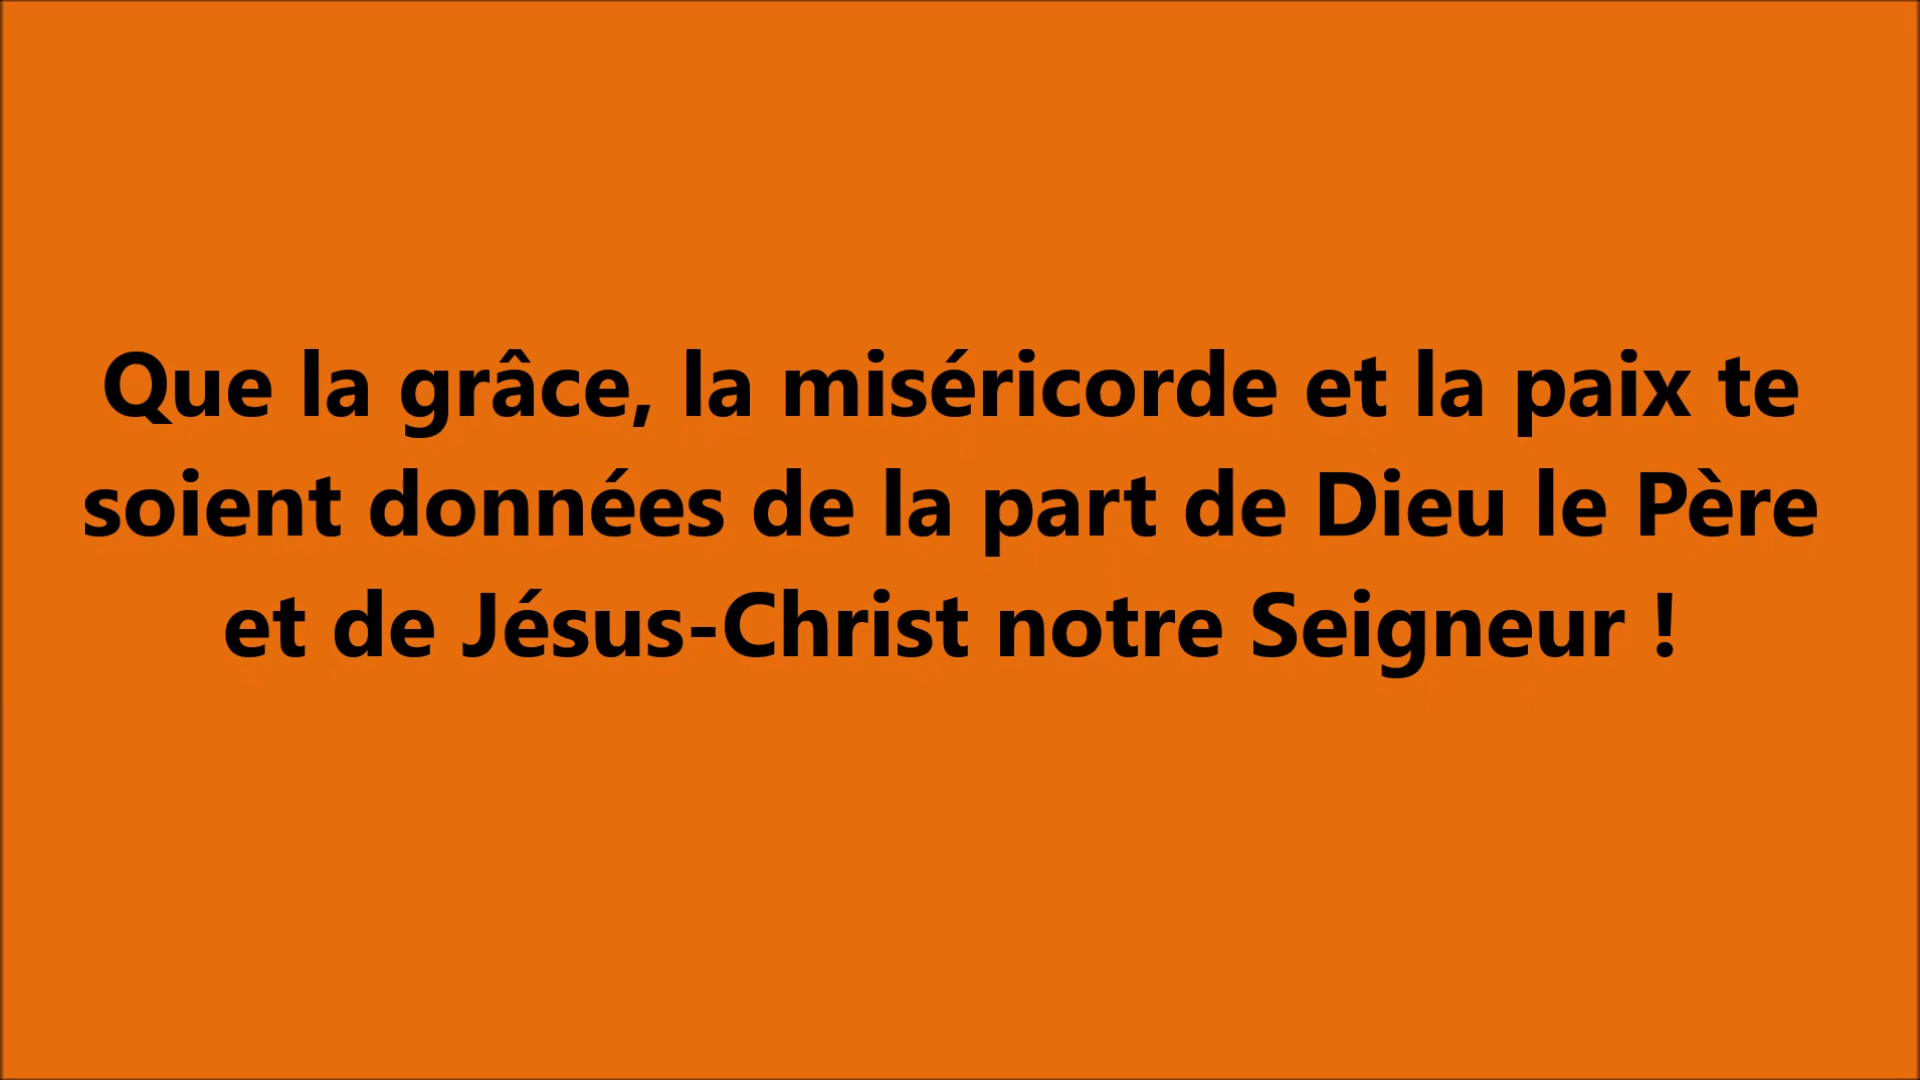 Que la grâce, la miséricorde et la paix te
soient données de la part de Dieu le Père
et de Jésus-Christ notre Seigneur !